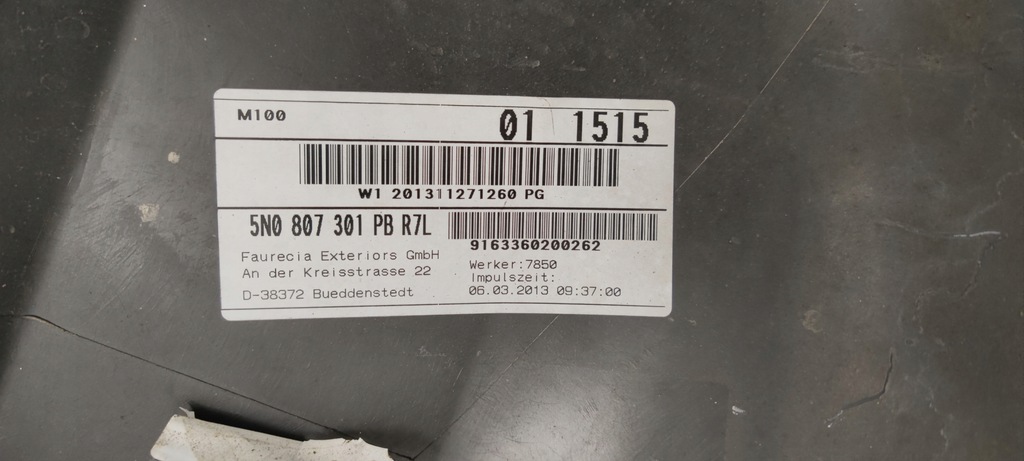 M100
01 1515
W1 201311271260 PG
5N0 807 301 PB R7L
9163360200262
Faurecia Exteriors GmbH
An der Kreisstrasse 22
D-38372 Bueddenstedt
Werker:7850
Impulszeit:
06.03.2013 09:37:00